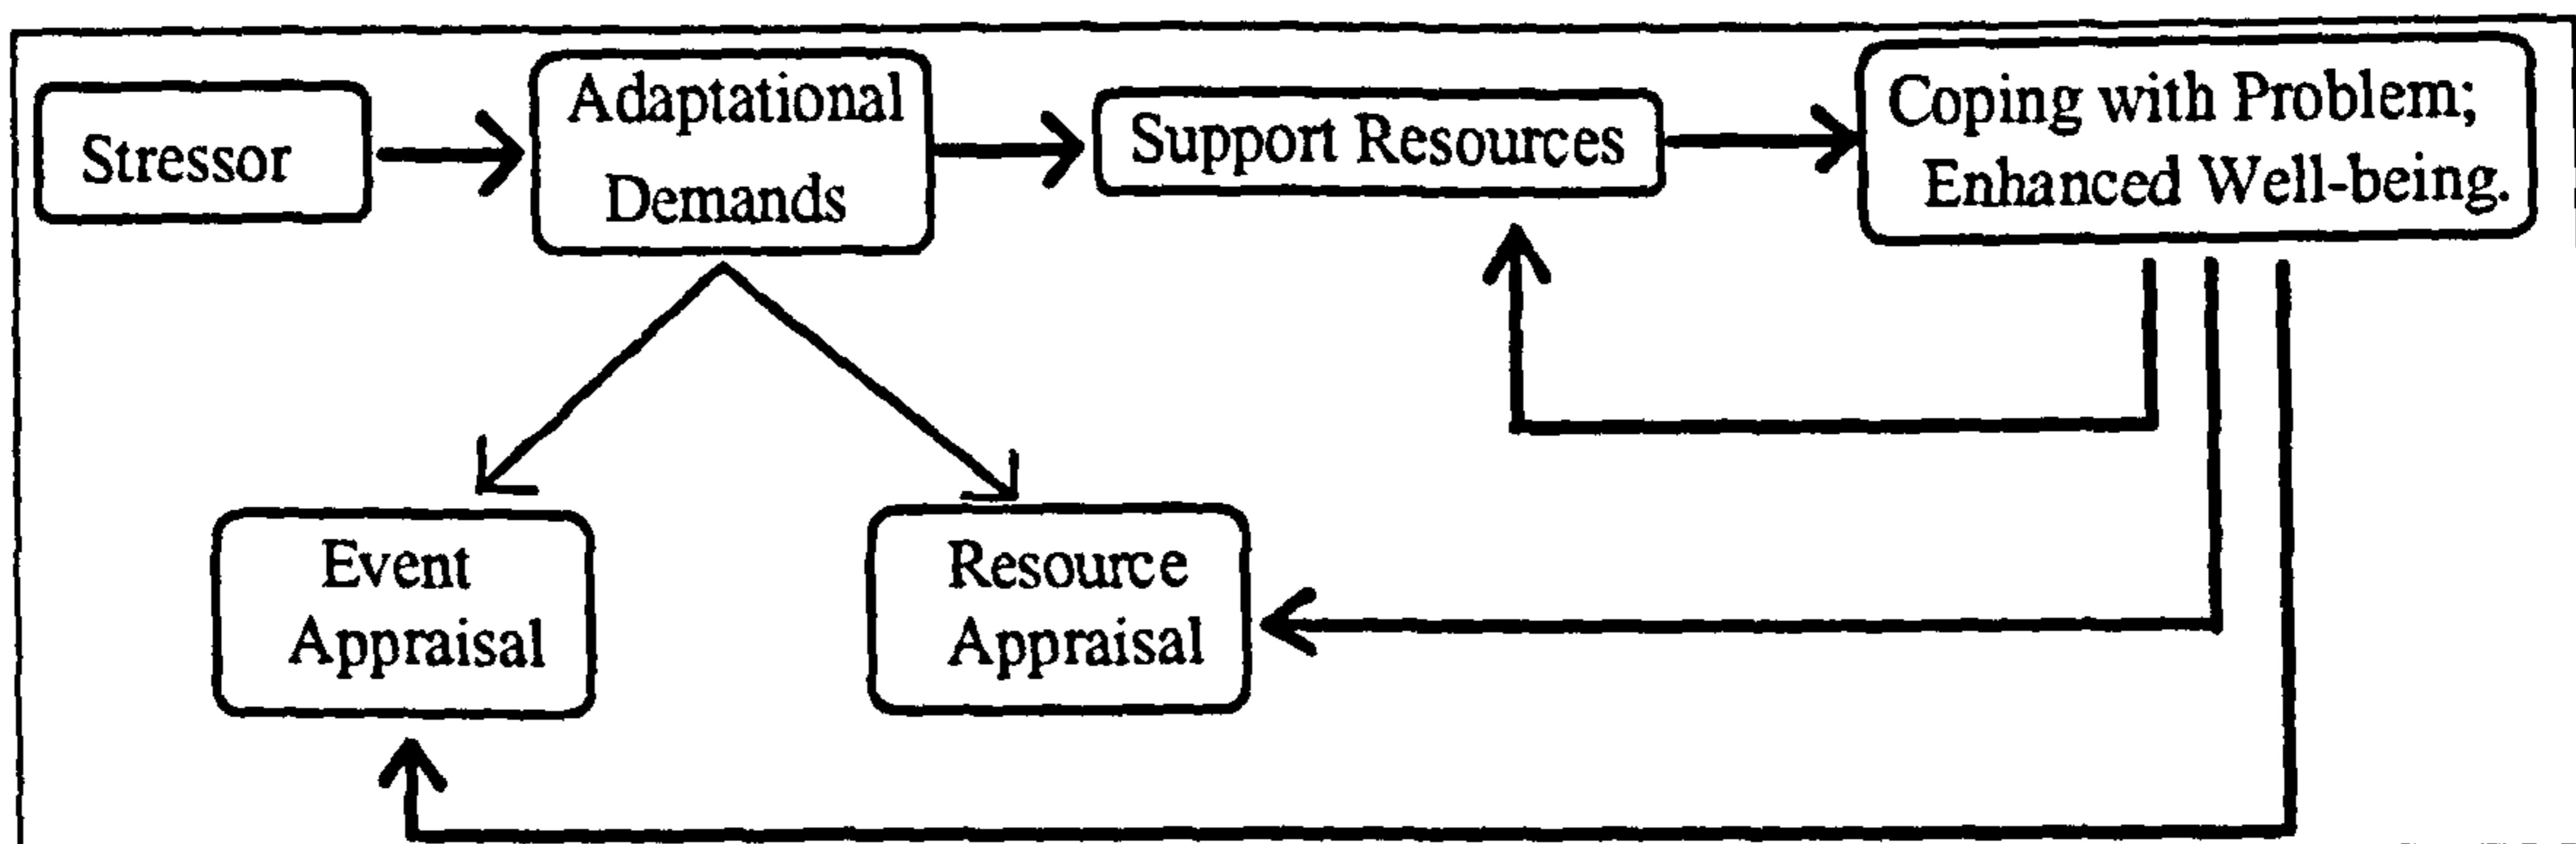 Stressor
Adaptational
Demands
Support Resources
Coping with Problem;
Enhanced Well-being.
Event
Appraisal
Resource
Appraisal